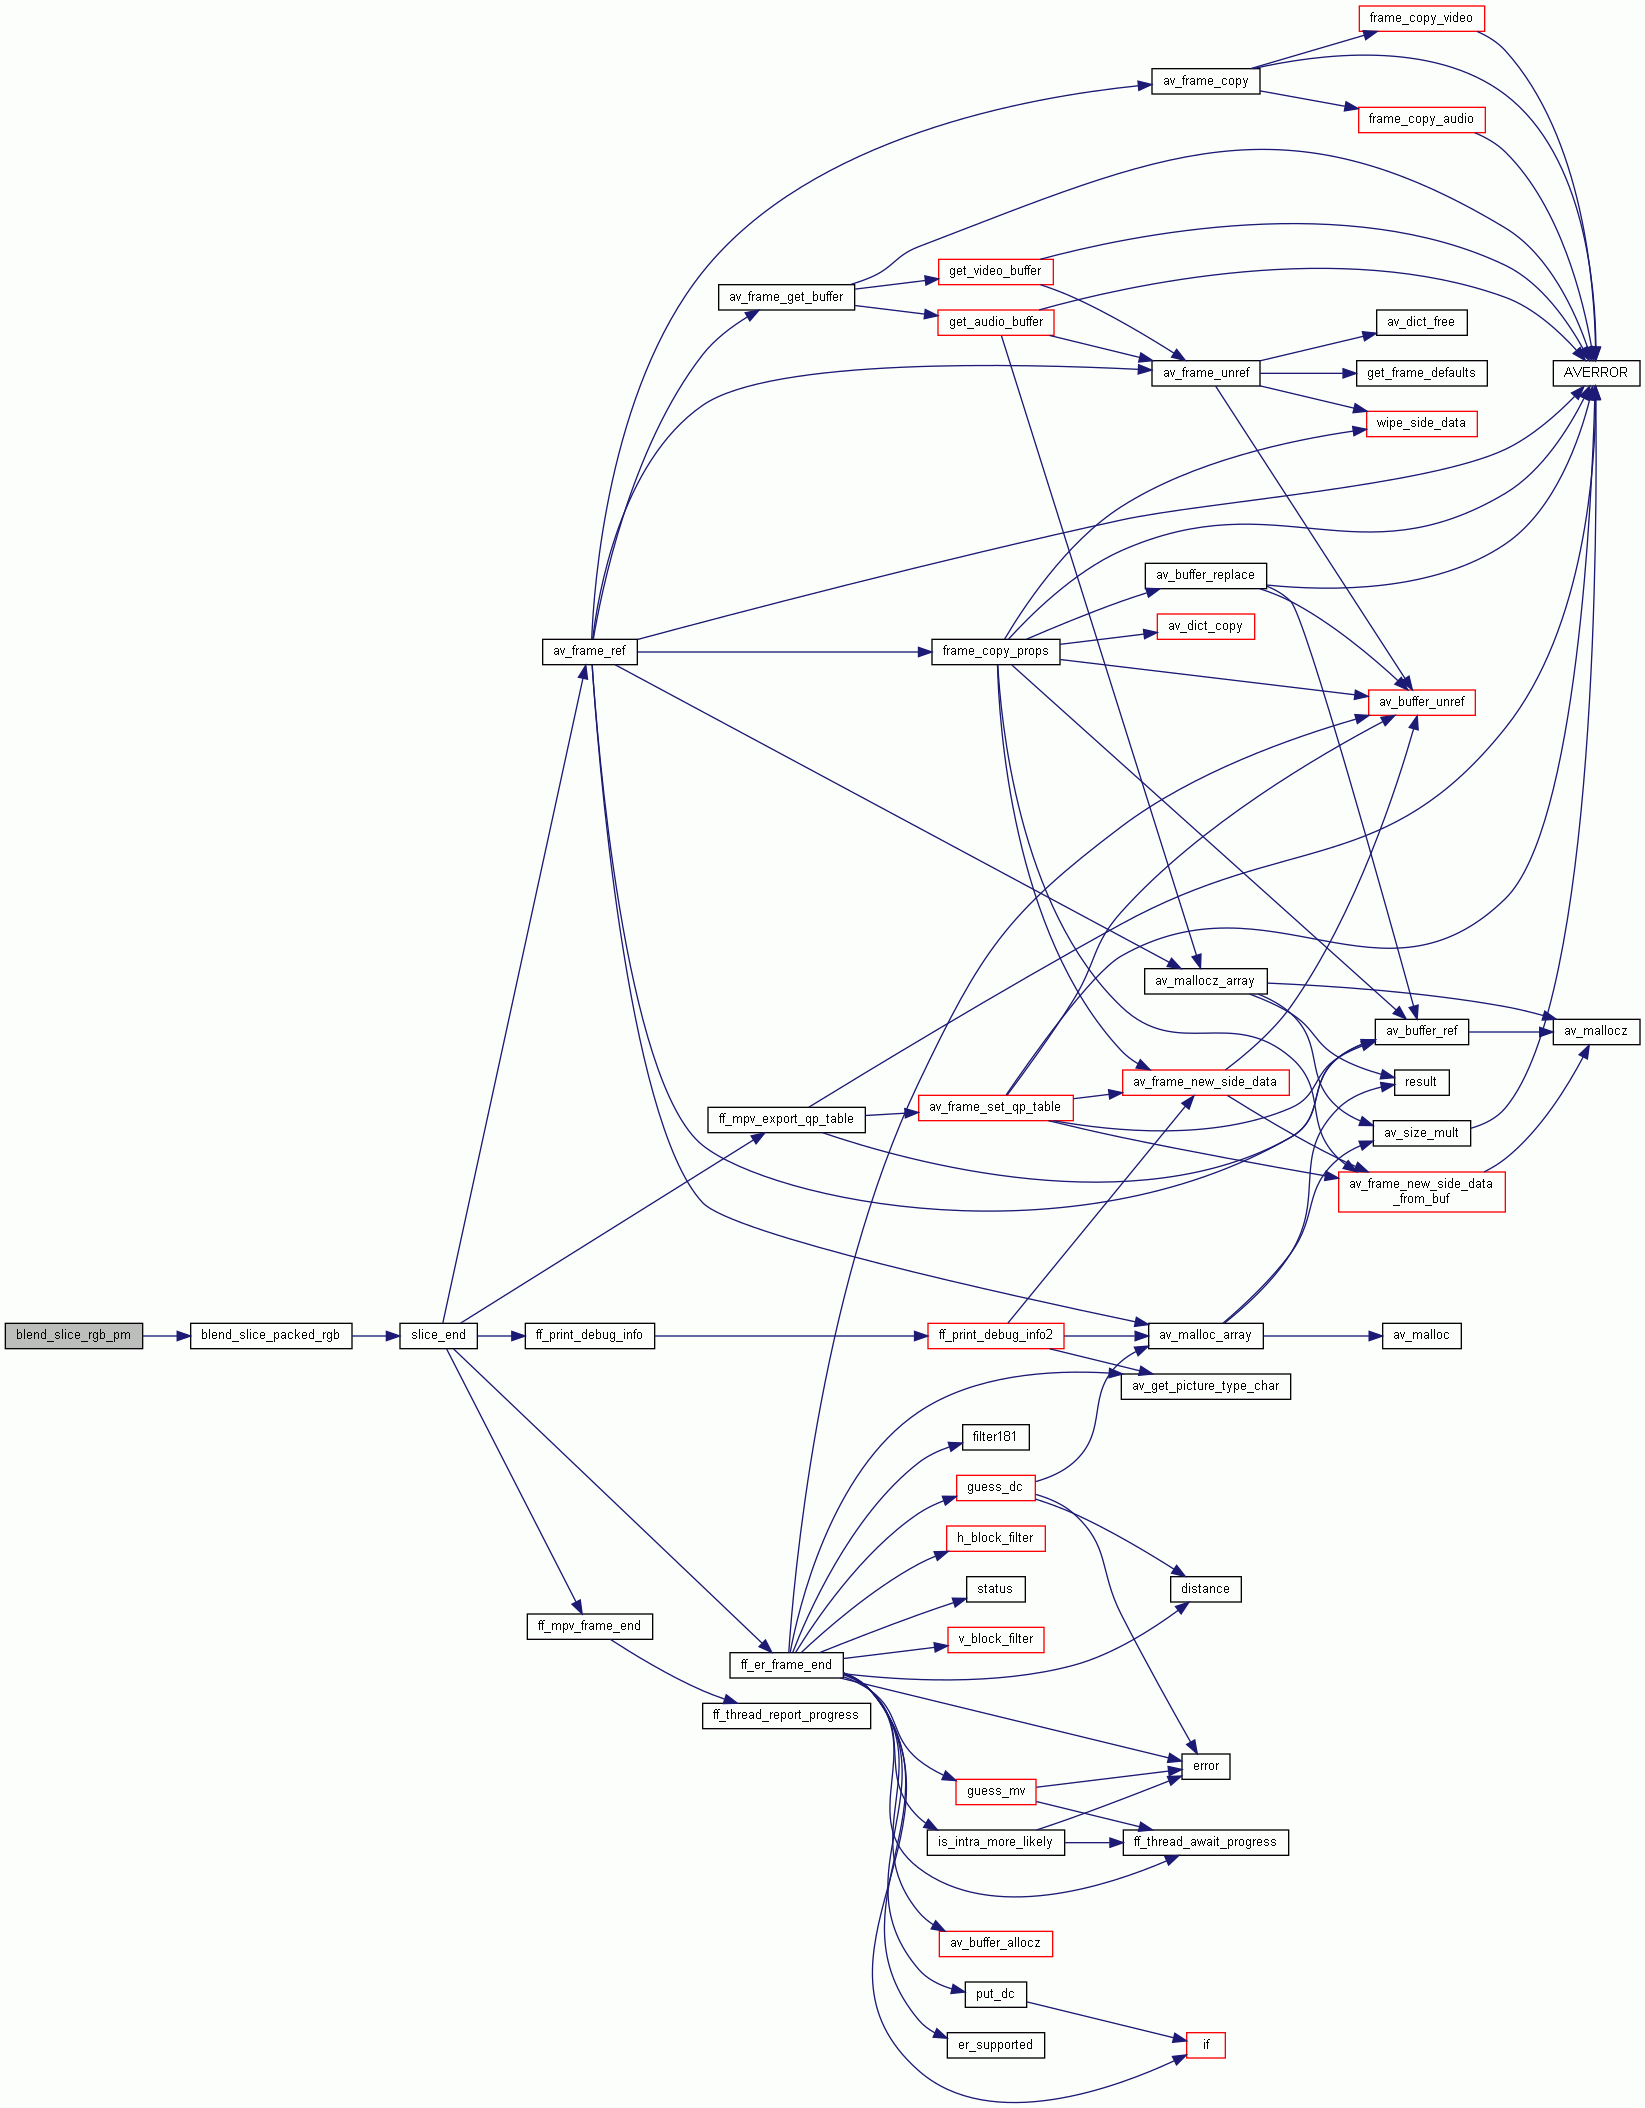 frame_copy_video
av_frame_copy
frame_copy_audio
get_video_buffer
av_frame_get_buffer
get_audio_buffer
av_dict_free
av_frame_unref
get_frame_defaults
AVERROR
wipe_side_data
av_buffer_replace
av_dict_copy
av_frame_ref
frame_copy_props
av_buffer_unref
av_mallocz_array
av_buffer_ref
av_mallocz
av_frame_new_side_data
result
av_frame_set_qp_table
ff_mpv_export_qp_table
av_size_mult
av_frame_new_side_data
_from_buf
blend_slice_rgb_pm
blend_slice_packed_rgb
slice_end
ff_print_debug_info
ff_print_debug_info2
av_malloc_array
av_malloc
av_get_picture_type_char
filter181
guess_dc
h_block_filter
status
distance
ff_mpv_frame_end
v_block_filter
ff_er_frame_end
ff_thread_report_progress
error
guess_mv
is_intra_more_likely
ff_thread_await_progress
av_buffer_allocz
put_dc
er_supported
if